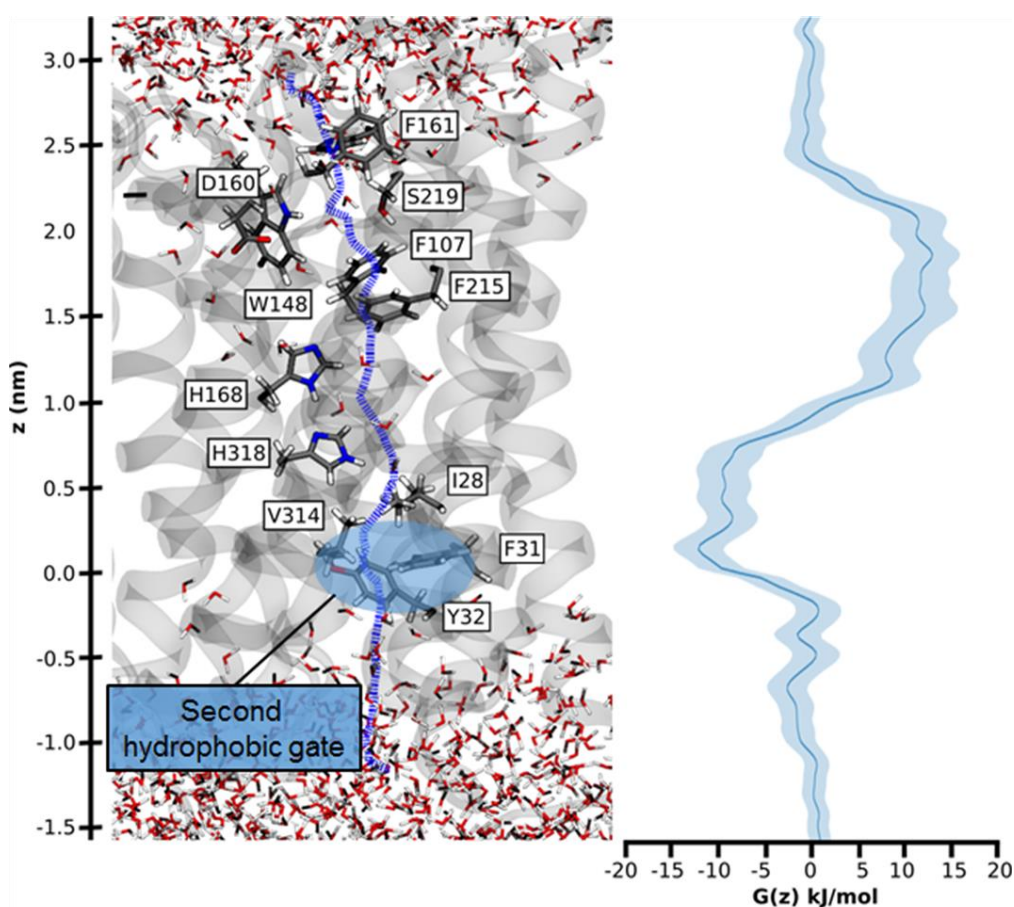 3.0
2.5
2.0
1.5
1.0
0.5
0.0
-0.5
-1.0
-1.5
z (nm)
F161
D160
S219
F107
W148
F215
H168
H318
I28
V314
F31
Y32
Second
hydrophobic gate
-20 -15 -10 -5 0 5 10 15 20
G(z) kJ/mol